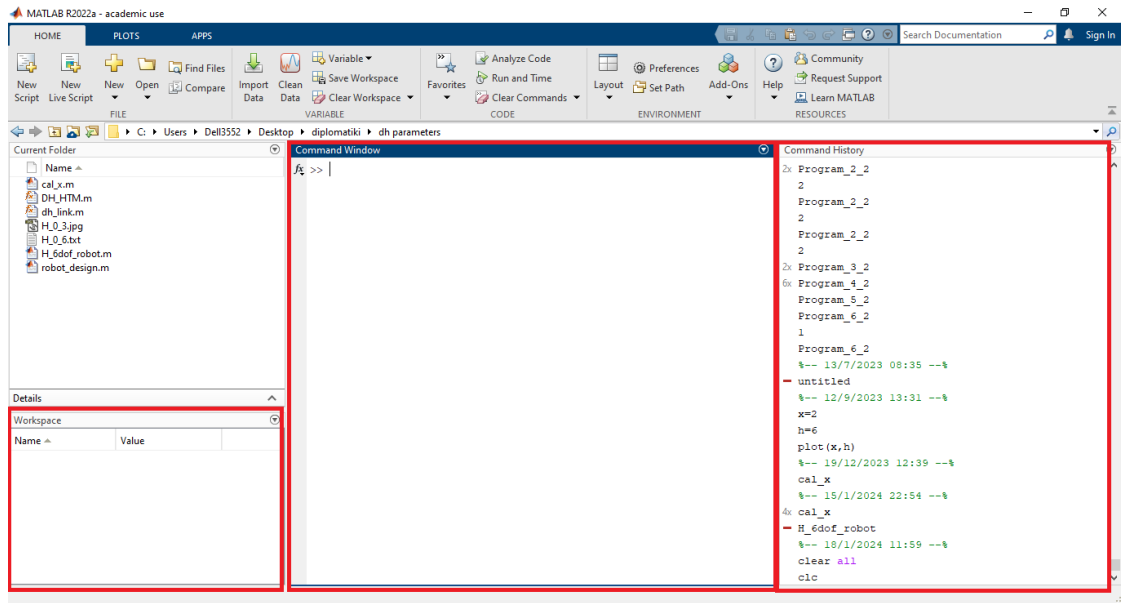 MATLAB R2022a - academic use
HOME PLOTS APPS
Search Documentation Sign In
New Script
New Live Script
New
Open
Find Files
Compare
Import Data
Clean Data
Variable
Save Workspace
Clear Workspace
Favorites
Analyze Code
Run and Time
Clear Commands
Layout
Preferences
Set Path
Add-Ons
Help
Community
Request Support
Learn MATLAB
FILE VARIABLE CODE ENVIRONMENT RESOURCES
C: Users Dell3552 Desktop diplomatiki dh parameters
Current Folder
Name
cal_x.m
DH_HTM.m
dh_link.m
H_0_3.jpg
H_0_6.txt
H_6dof_robot.m
robot_design.m
Details
Workspace
Name Value
Command Window
fx >>
Command History
2x Program_2_2
2
Program_2_2
2
Program_2_2
2
2x Program_3_2
6x Program_4_2
Program_5_2
Program_6_2
1
Program_6_2
%-- 13/7/2023 08:35 --%
untitled
%-- 12/9/2023 13:31 --%
x=2
h=6
plot(x,h)
%-- 19/12/2023 12:39 --%
cal_x
%-- 15/1/2024 22:54 --%
4x cal_x
H_6dof_robot
%-- 18/1/2024 11:59 --%
clear all
clc